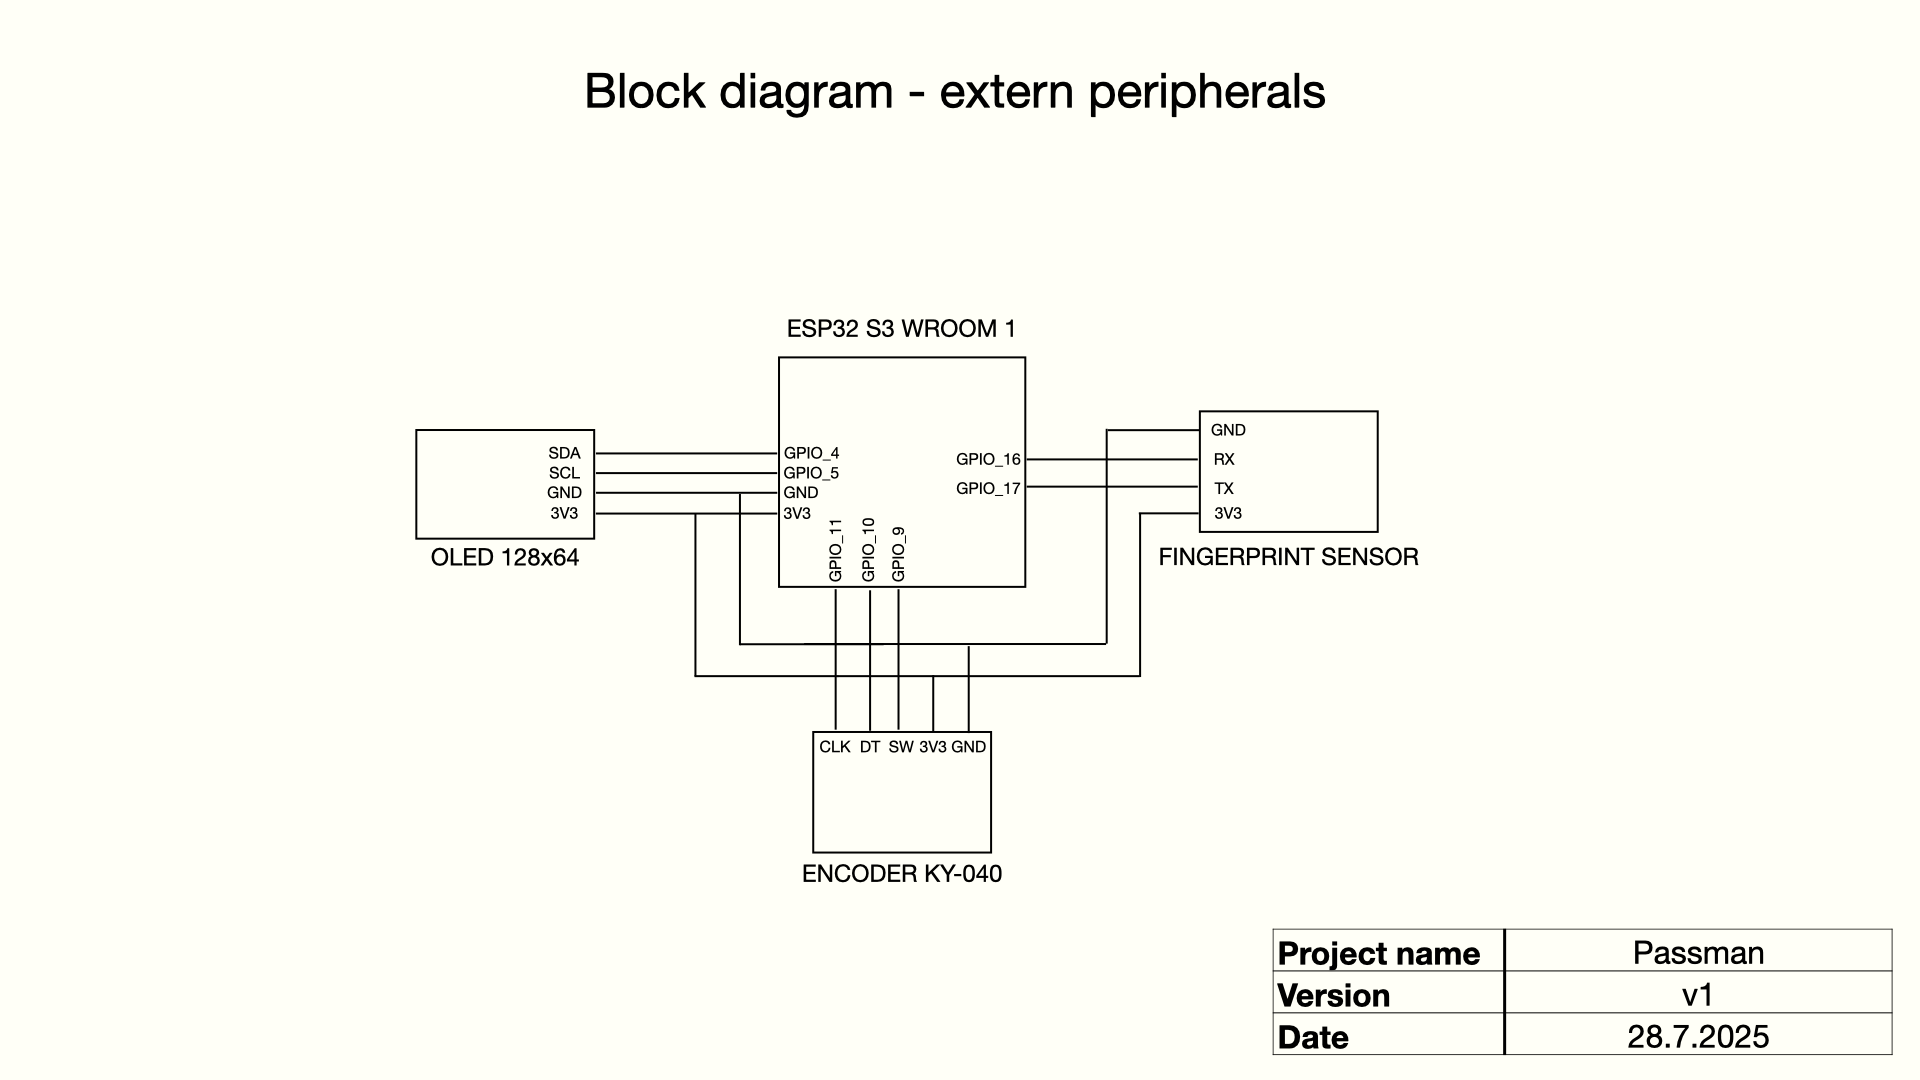 Block diagram - extern peripherals
ESP32 S3 WROOM 1
SDA
SCL
GND
3V3
OLED 128x64
GPIO_4
GPIO_5
GND
3V3
GPIO_11
GPIO_10
GPIO_9
GPIO_16
GPIO_17
GND
RX
TX
3V3
FINGERPRINT SENSOR
CLK DT SW 3V3 GND
ENCODER KY-040
Project name Passman
Version v1
Date 28.7.2025